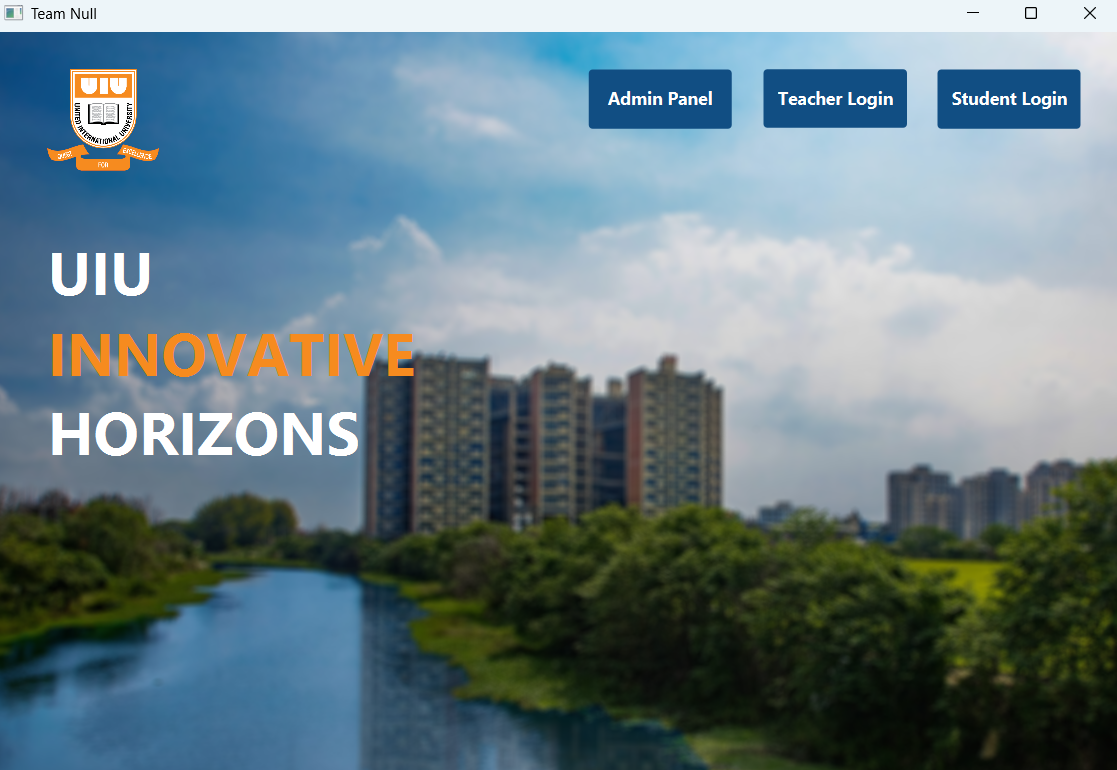 Team Null
UIU
UNITED INTERNATIONAL UNIVERSITY
QUEST
FOR
EXCELLENCE
Admin Panel
Teacher Login
Student Login
UIU
INNOVATIVE
HORIZONS